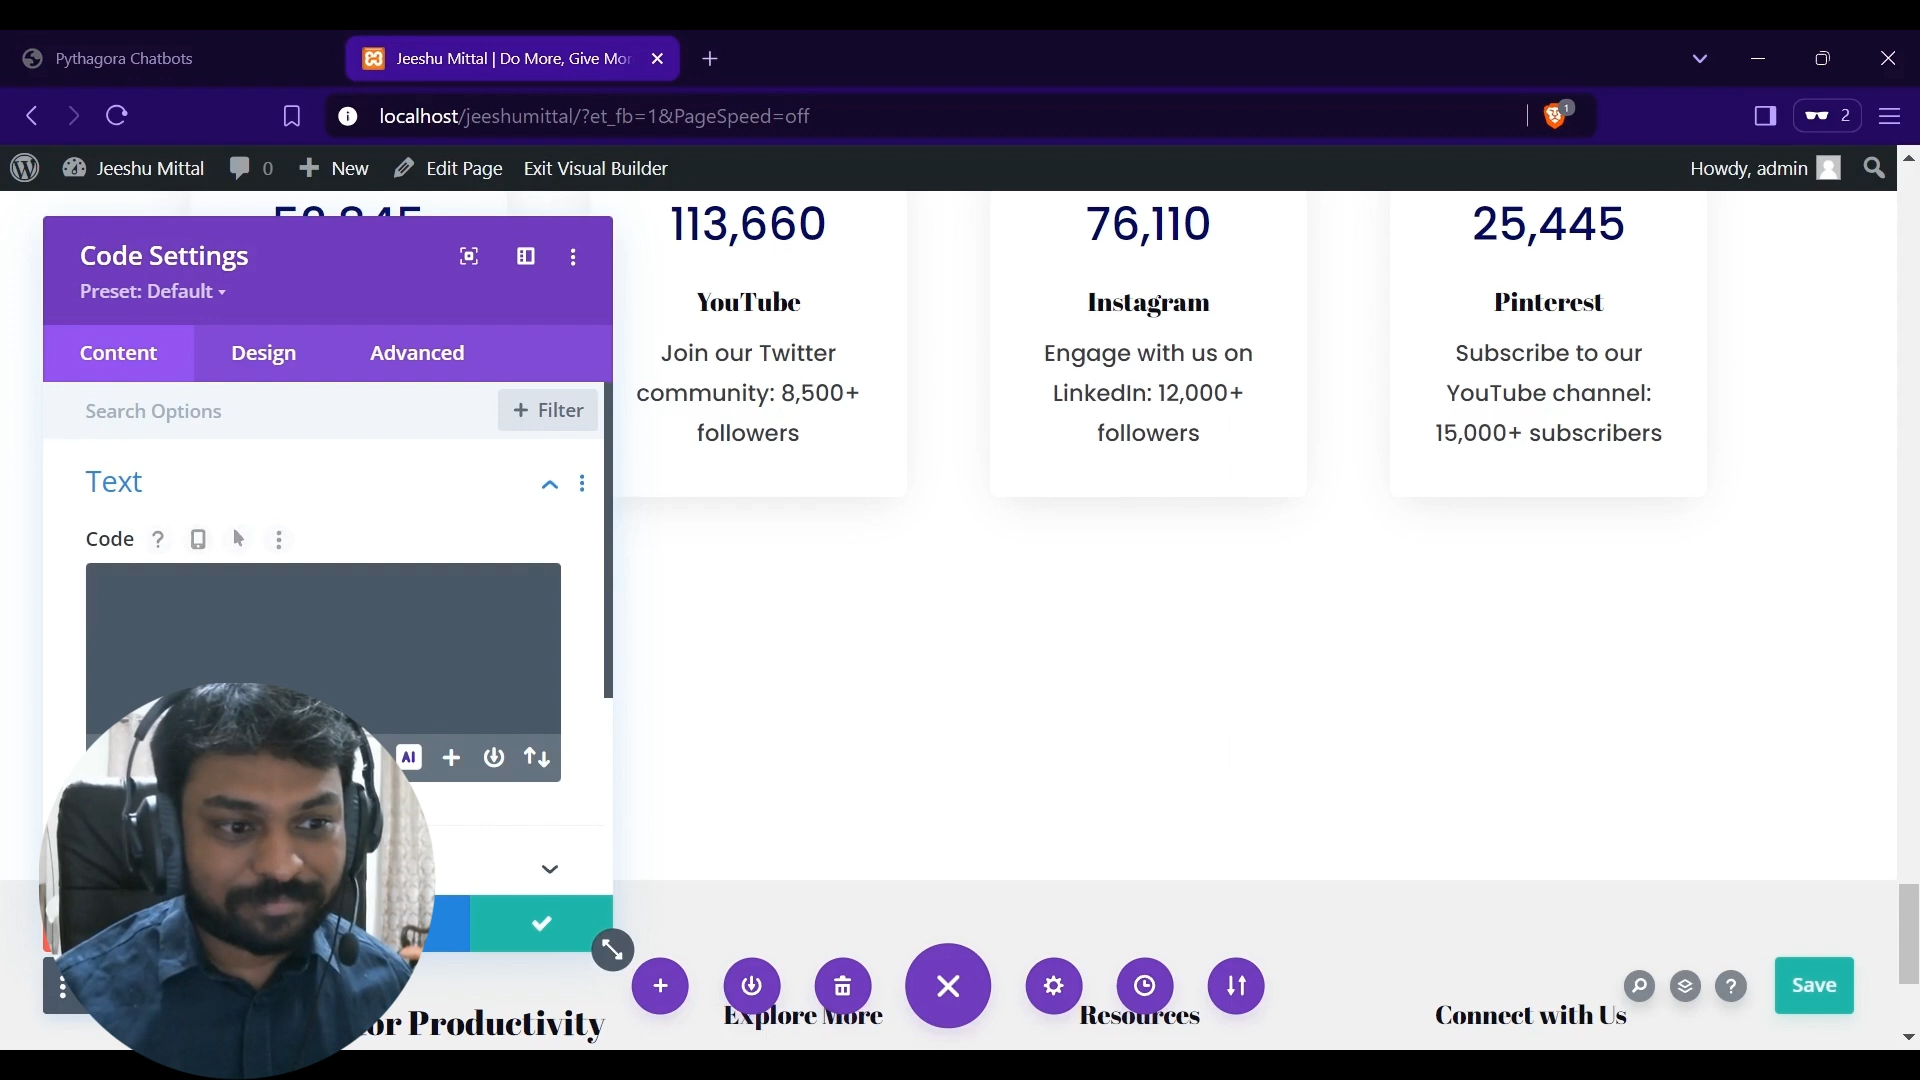 Pythagora Chatbots
Jeeshu Mittal | Do More, Give Mor
localhost/jeeshumittal/?et_fb=1&PageSpeed=off
1
2
Jeeshu Mittal
0
New
Edit Page
Exit Visual Builder
Howdy, admin
113,660
76,110
25,445
Code Settings
Preset: Default
YouTube
Instagram
Pinterest
Content
Design
Advanced
Join our Twitter
community: 8,500+
followers
Engage with us on
LinkedIn: 12,000+
followers
Subscribe to our
YouTube channel:
15,000+ subscribers
Search Options
+ Filter
Text
Code
?
AI
?
Save
or Productivity
Explore More
Resources
Connect with Us